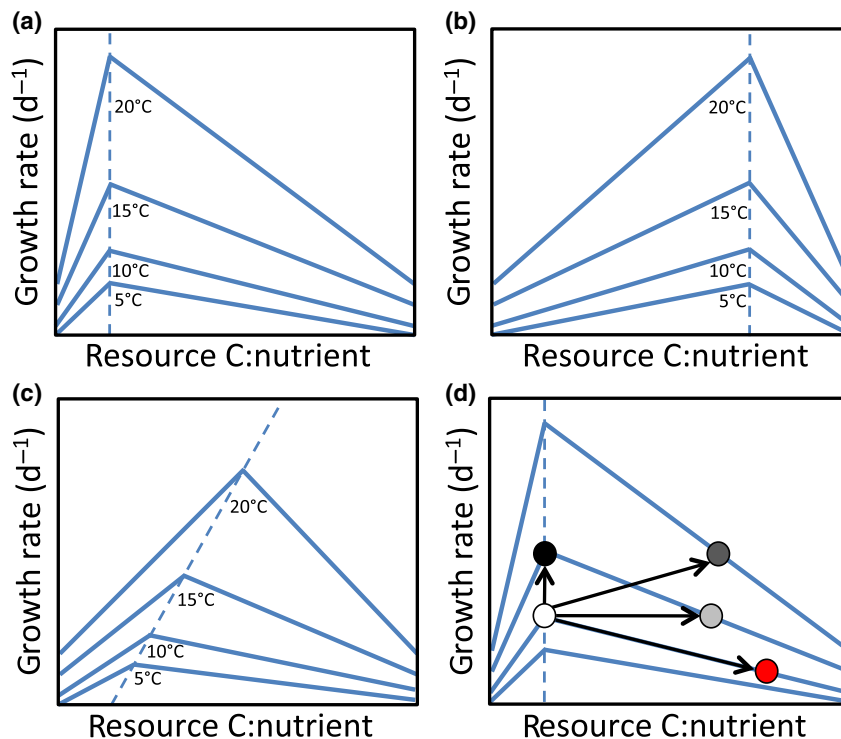 (a)
Growth rate (d⁻¹)
20°C
15°C
10°C
5°C
Resource C:nutrient
(b)
Growth rate (d⁻¹)
20°C
15°C
10°C
5°C
Resource C:nutrient
(c)
Growth rate (d⁻¹)
20°C
15°C
10°C
5°C
Resource C:nutrient
(d)
Growth rate (d⁻¹)
Resource C:nutrient